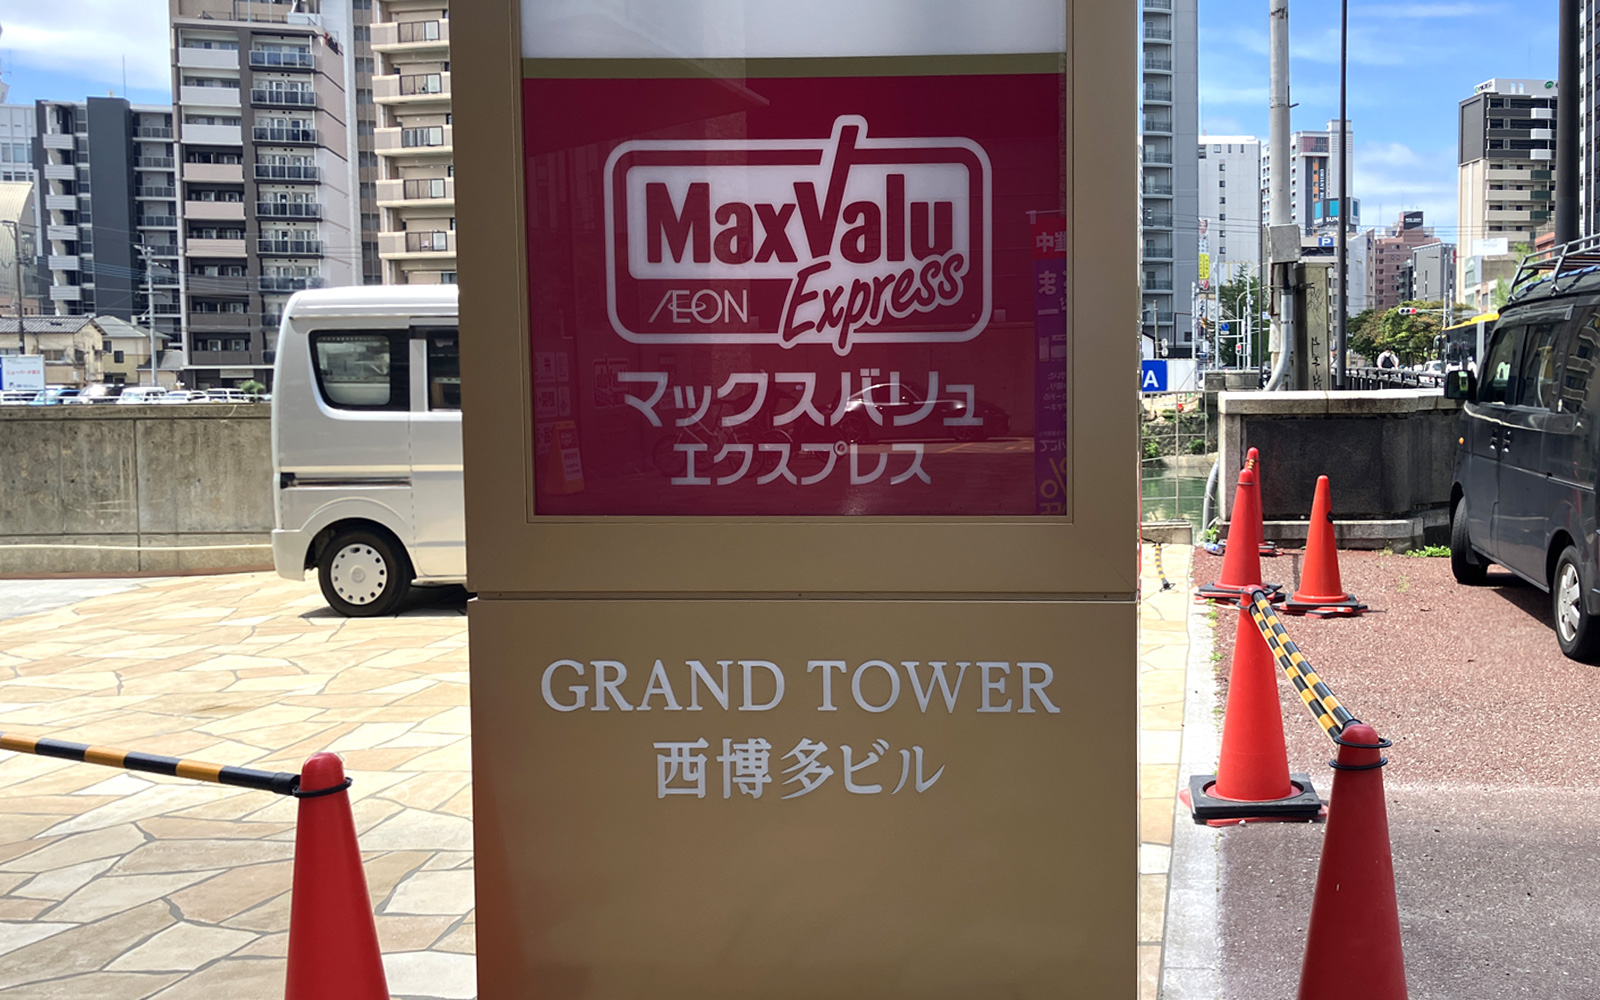 MaxValu
Express
ÆON
マックスバリュ
エクスプレス
GRAND TOWER
西博多ビル
P